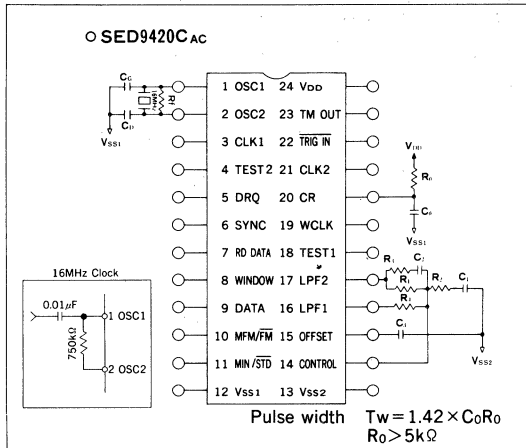 ○ SED9420CAC
CG
CD
16MHz
Rf
VSS1
1 OSC1
2 OSC2
3 CLK1
4 TEST2
5 DRQ
6 SYNC
7 RD DATA
8 WINDOW
9 DATA
10 MFM/FM
11 MIN/STD
12 VSS1
24 VDD
23 TM OUT
22 TRIG IN
21 CLK2
20 CR
19 WCLK
18 TEST1
17 LPF2
16 LPF1
15 OFFSET
14 CONTROL
13 VSS2
VDD
R0
C0
VSS1
C2
C1
VSS2
16MHz Clock
0.01μF
750kΩ
1 OSC1
2 OSC2
Pulse width Tw=1.42×C0R0
R0>5kΩ